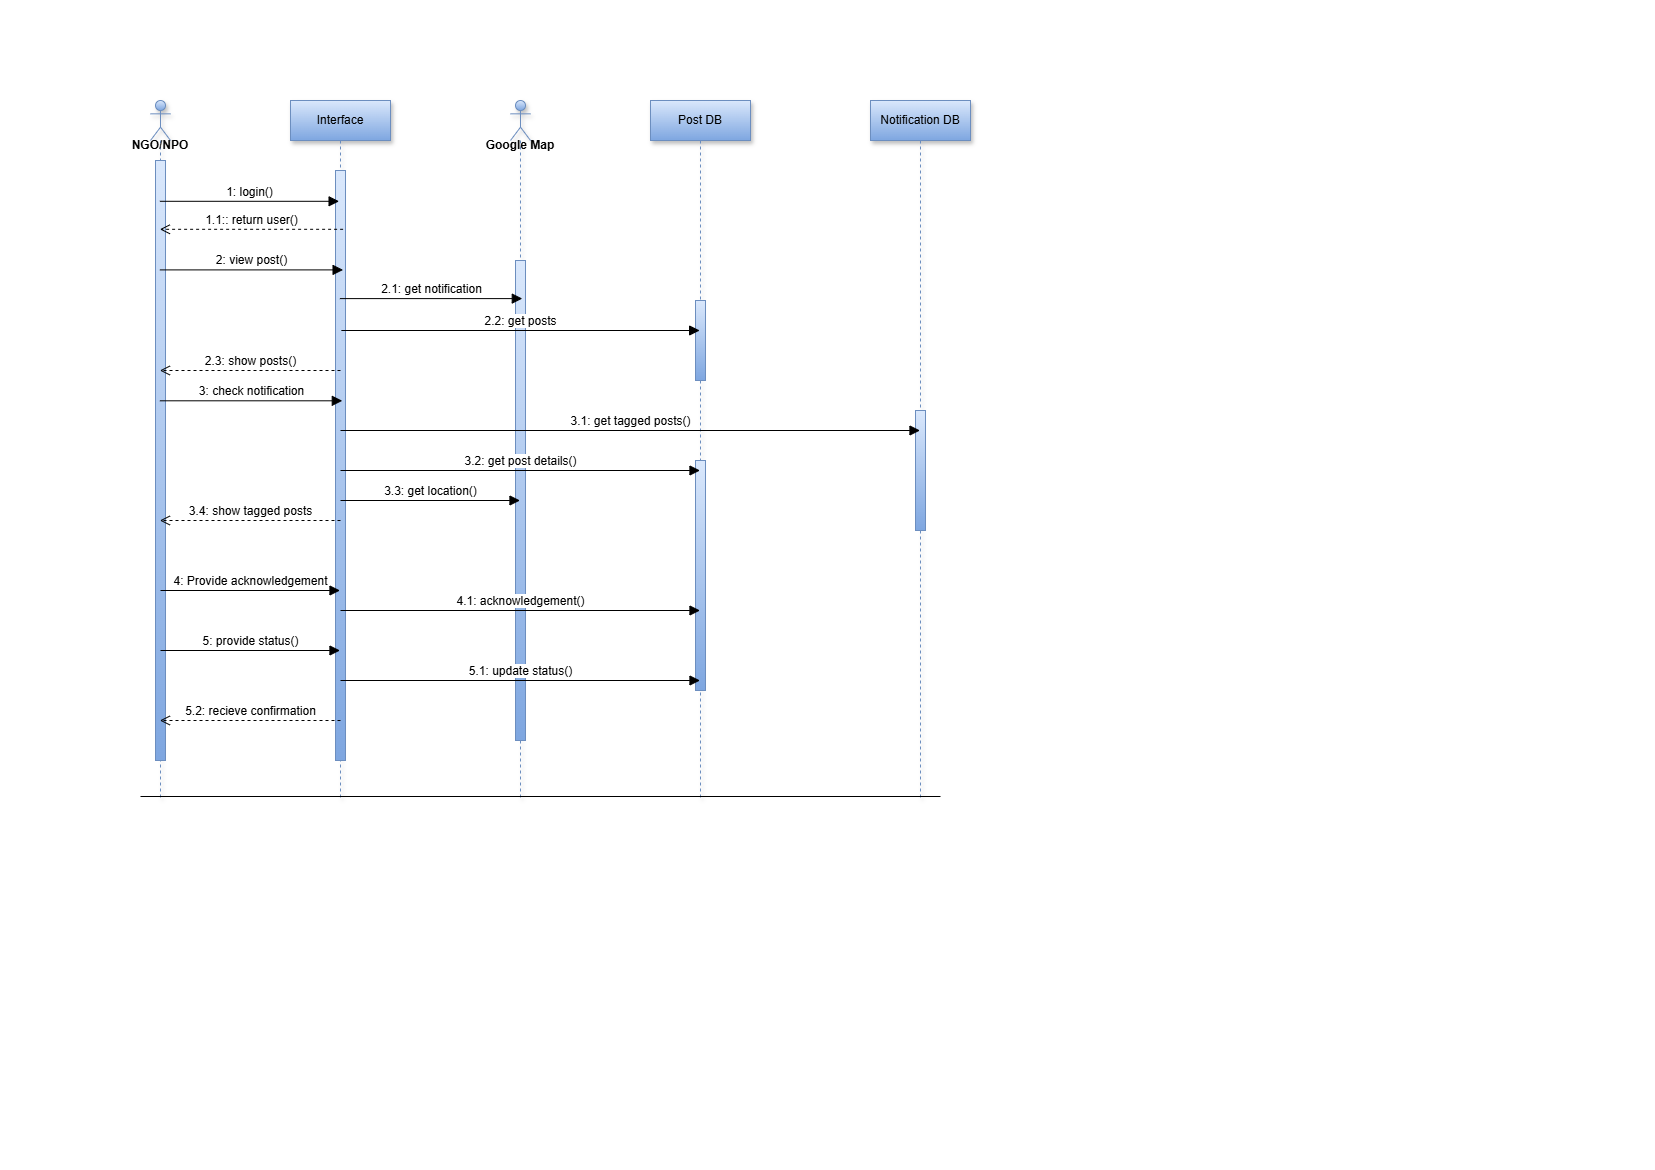 NGO/NPO
Interface
Google Map
Post DB
Notification DB
1: login()
1.1:: return user()
2: view post()
2.1: get notification
2.2: get posts
2.3: show posts()
3: check notification
3.1: get tagged posts()
3.2: get post details()
3.3: get location()
3.4: show tagged posts
4: Provide acknowledgement
4.1: acknowledgement()
5: provide status()
5.1: update status()
5.2: recieve confirmation